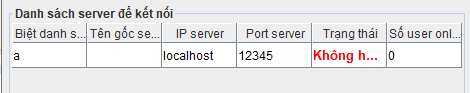 Danh sách server để kết nối
Biệt danh s... Tên gốc se... IP server Port server Trạng thái Số user onl...
a localhost 12345 Không h... 0